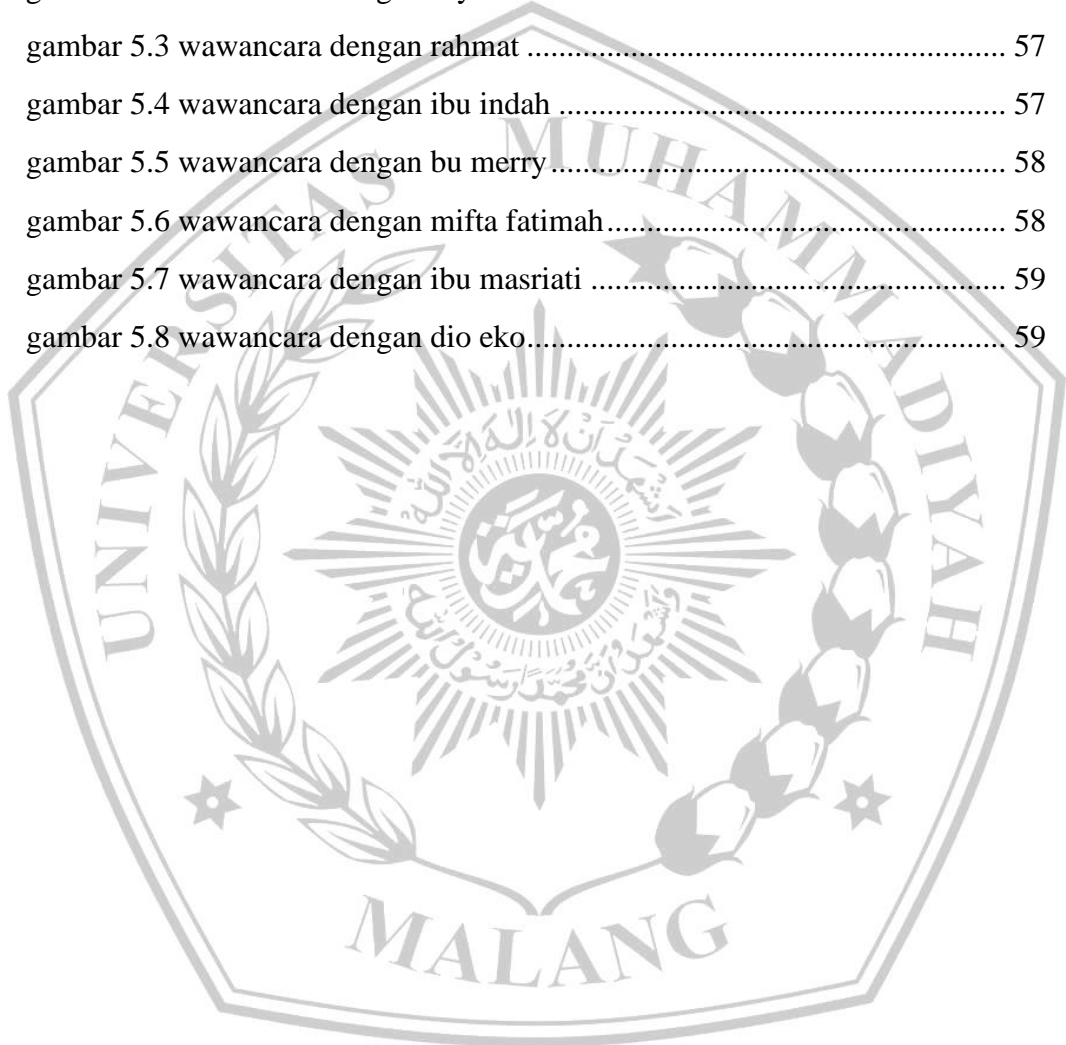 gambar 5.3 wawancara dengan rahmat ............................................................ 57
gambar 5.4 wawancara dengan ibu indah ........................................................ 57
gambar 5.5 wawancara dengan bu merry ......................................................... 58
gambar 5.6 wawancara dengan mifta fatimah .................................................. 58
gambar 5.7 wawancara dengan ibu masriati .................................................... 59
gambar 5.8 wawancara dengan dio eko ............................................................ 59
UNIVERSITAS MUHAMMADIYAH
MALANG